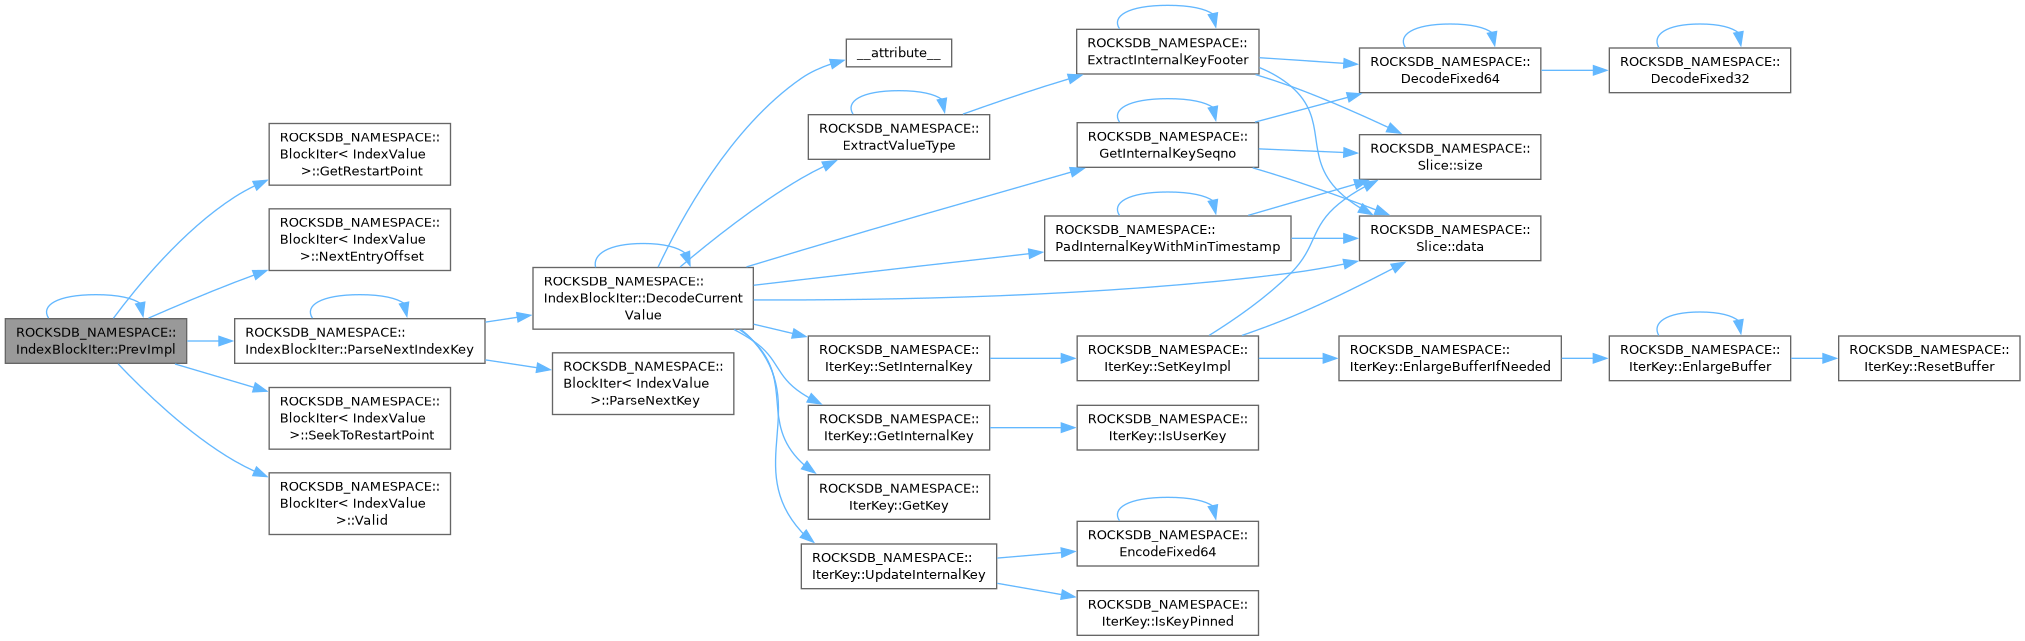 ROCKSDB_NAMESPACE::
IndexBlockIter::PrevImpl
ROCKSDB_NAMESPACE::
BlockIter< IndexValue
>::GetRestartPoint
ROCKSDB_NAMESPACE::
BlockIter< IndexValue
>::NextEntryOffset
ROCKSDB_NAMESPACE::
IndexBlockIter::ParseNextIndexKey
ROCKSDB_NAMESPACE::
BlockIter< IndexValue
>::SeekToRestartPoint
ROCKSDB_NAMESPACE::
BlockIter< IndexValue
>::Valid
ROCKSDB_NAMESPACE::
IndexBlockIter::DecodeCurrent
Value
ROCKSDB_NAMESPACE::
BlockIter< IndexValue
>::ParseNextKey
__attribute__
ROCKSDB_NAMESPACE::
ExtractValueType
ROCKSDB_NAMESPACE::
ExtractInternalKeyFooter
ROCKSDB_NAMESPACE::
GetInternalKeySeqno
ROCKSDB_NAMESPACE::
PadInternalKeyWithMinTimestamp
ROCKSDB_NAMESPACE::
DecodeFixed64
ROCKSDB_NAMESPACE::
DecodeFixed32
ROCKSDB_NAMESPACE::
Slice::size
ROCKSDB_NAMESPACE::
Slice::data
ROCKSDB_NAMESPACE::
IterKey::SetInternalKey
ROCKSDB_NAMESPACE::
IterKey::SetKeyImpl
ROCKSDB_NAMESPACE::
IterKey::EnlargeBufferIfNeeded
ROCKSDB_NAMESPACE::
IterKey::EnlargeBuffer
ROCKSDB_NAMESPACE::
IterKey::ResetBuffer
ROCKSDB_NAMESPACE::
IterKey::GetInternalKey
ROCKSDB_NAMESPACE::
IterKey::IsUserKey
ROCKSDB_NAMESPACE::
IterKey::GetKey
ROCKSDB_NAMESPACE::
IterKey::UpdateInternalKey
ROCKSDB_NAMESPACE::
EncodeFixed64
ROCKSDB_NAMESPACE::
IterKey::IsKeyPinned